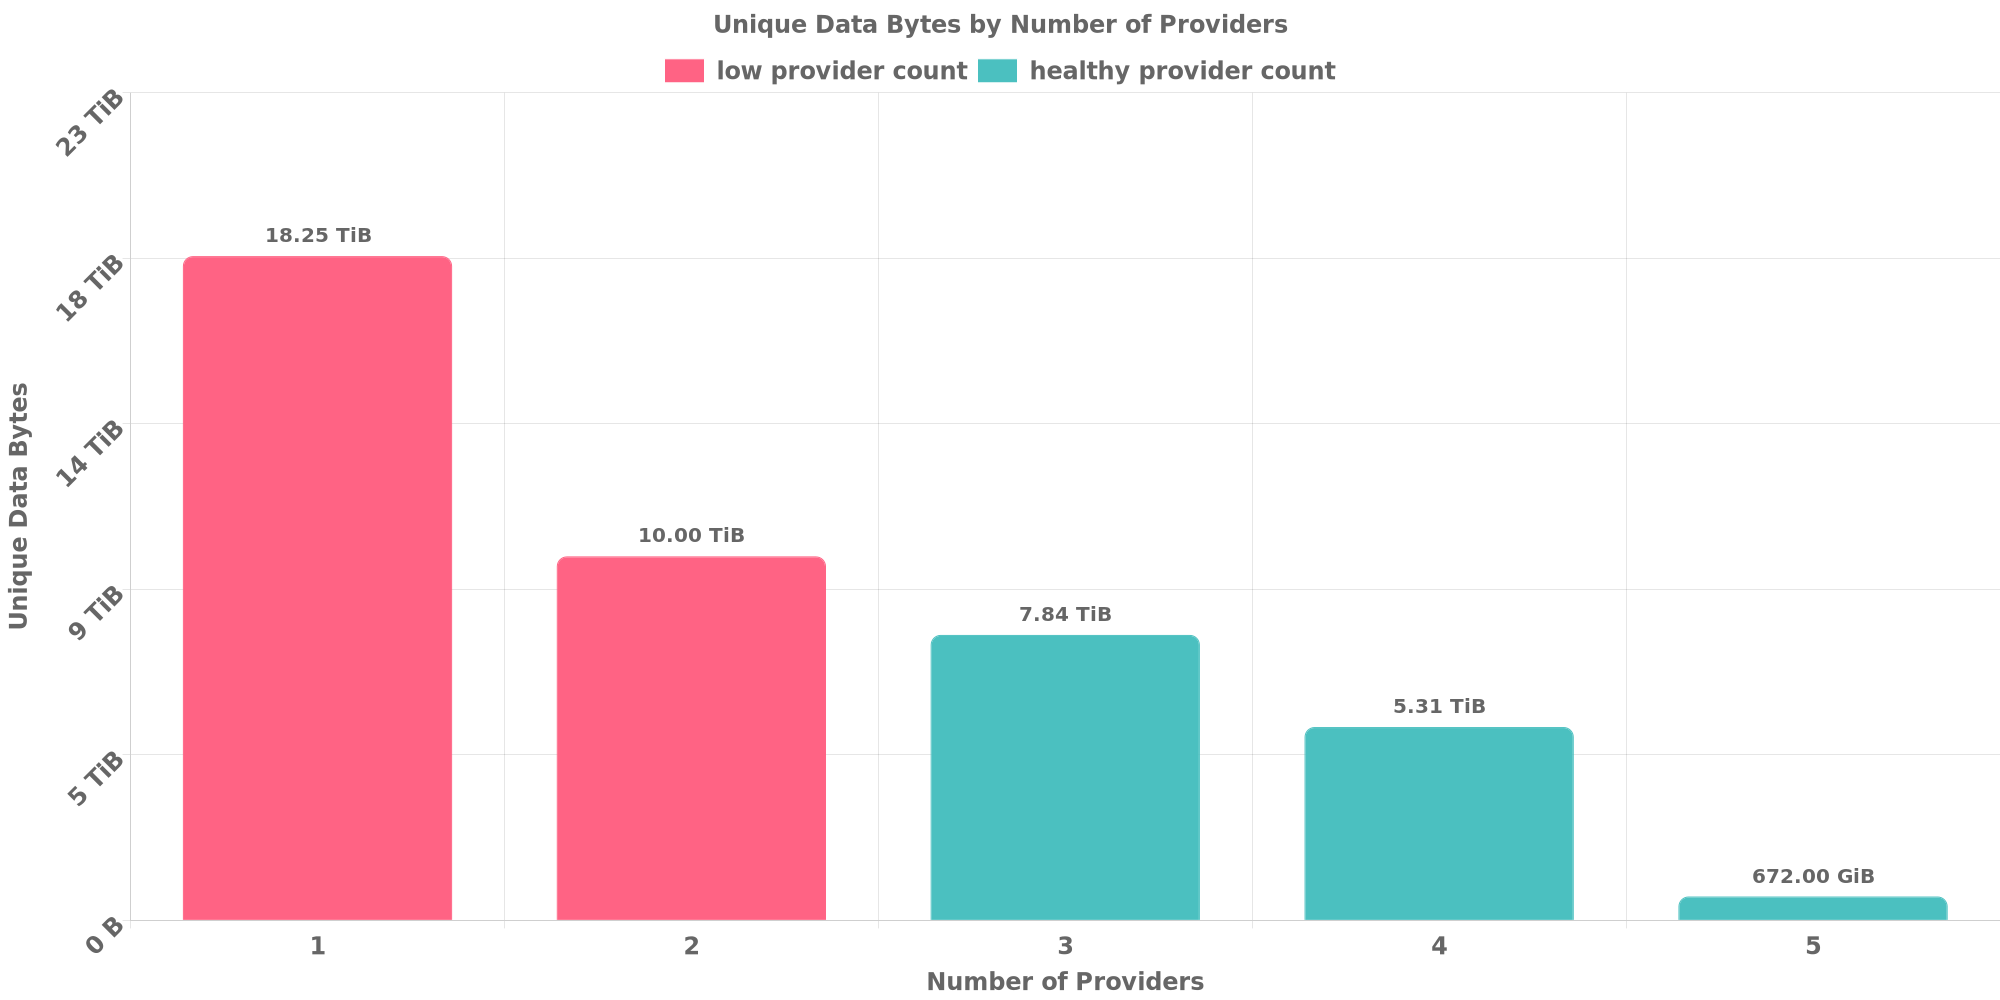 Unique Data Bytes by Number of Providers
low provider count
healthy provider count
23 TiB
18 TiB
14 TiB
9 TiB
5 TiB
0 B
Unique Data Bytes
18.25 TiB
10.00 TiB
7.84 TiB
5.31 TiB
672.00 GiB
1
2
3
4
5
Number of Providers